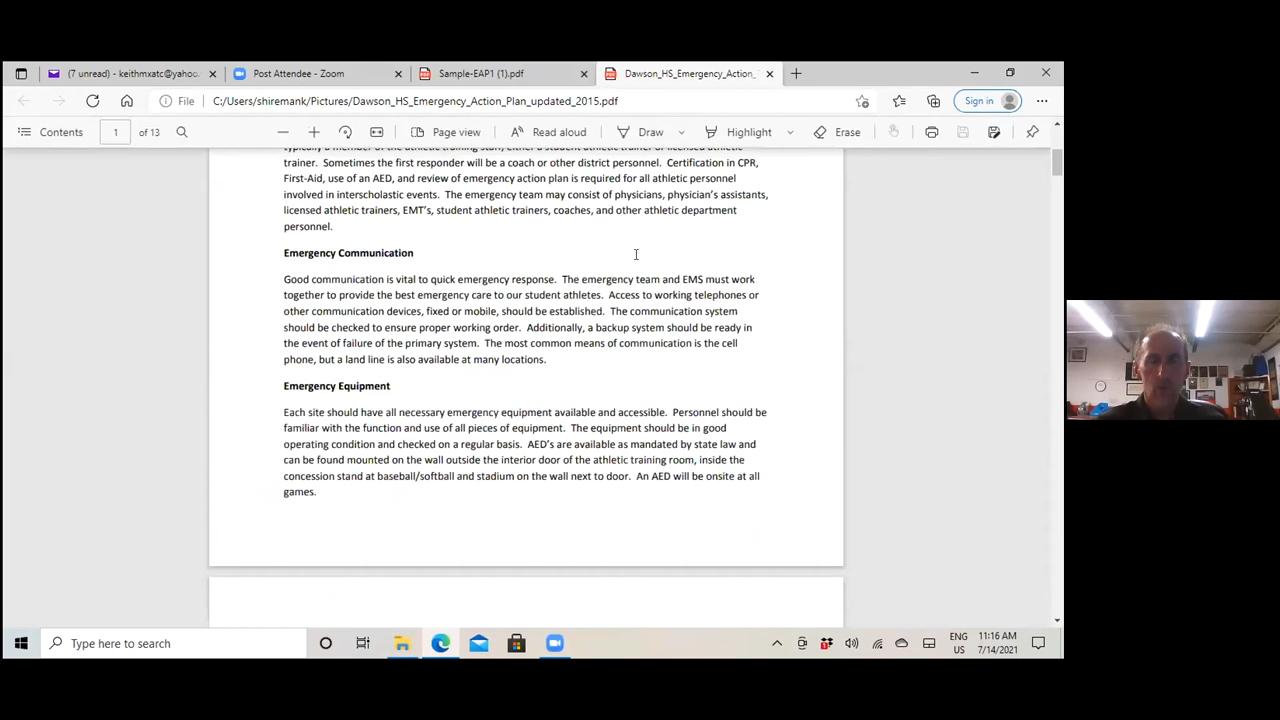 (7 unread) - keithmxatc@yahoo.
Post Attendee - Zoom
Sample-EAP1 (1).pdf
Dawson_HS_Emergency_Action_
File
C:/Users/shiremank/Pictures/Dawson_HS_Emergency_Action_Plan_updated_2015.pdf
Sign in
Contents
1
of 13
Page view
Read aloud
Draw
Highlight
Erase
typically a member of the athletic training staff, either a student athletic trainer or licensed athletic
trainer. Sometimes the first responder will be a coach or other district personnel. Certification in CPR,
First-Aid, use of an AED, and review of emergency action plan is required for all athletic personnel
involved in interscholastic events. The emergency team may consist of physicians, physician's assistants,
licensed athletic trainers, EMT's, student athletic trainers, coaches, and other athletic department
personnel.
Emergency Communication
Good communication is vital to quick emergency response. The emergency team and EMS must work
together to provide the best emergency care to our student athletes. Access to working telephones or
other communication devices, fixed or mobile, should be established. The communication system
should be checked to ensure proper working order. Additionally, a backup system should be ready in
the event of failure of the primary system. The most common means of communication is the cell
phone, but a land line is also available at many locations.
Emergency Equipment
Each site should have all necessary emergency equipment available and accessible. Personnel should be
familiar with the function and use of all pieces of equipment. The equipment should be in good
operating condition and checked on a regular basis. AED's are available as mandated by state law and
can be found mounted on the wall outside the interior door of the athletic training room, inside the
concession stand at baseball/softball and stadium on the wall next to door. An AED will be onsite at all
games.
Type here to search
ENG
US
11:16 AM
7/14/2021